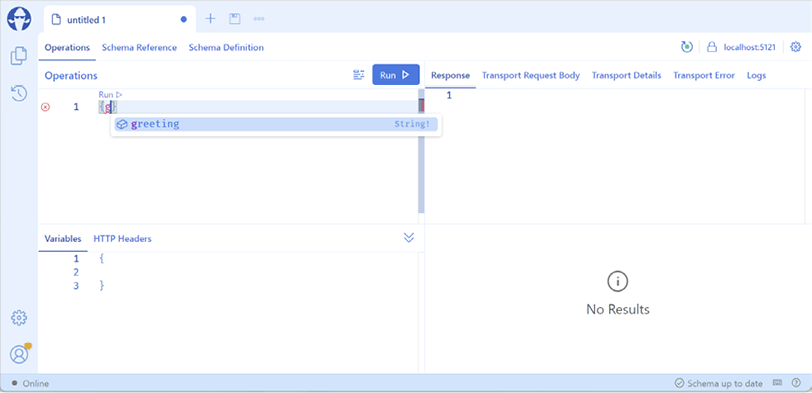 untitled 1
Operations Schema Reference Schema Definition localhost:5121
Operations Run
Response Transport Request Body Transport Details Transport Error Logs
Run
1 {g}
1
greeting String!
Variables HTTP Headers
1 {
2
3 }
No Results
Online Schema up to date